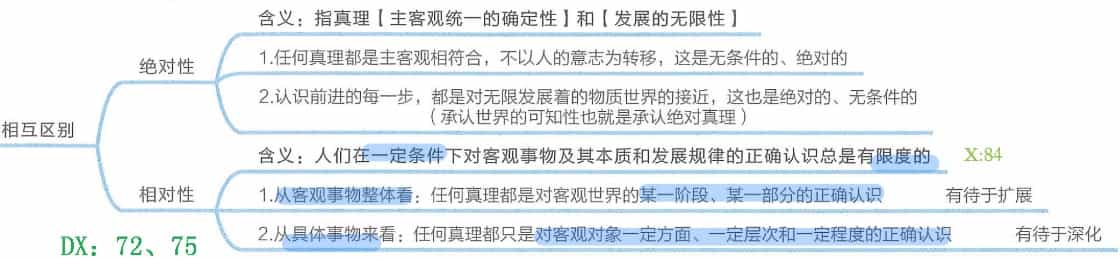 含义：指真理【主客观统一的确定性】和【发展的无限性】
绝对性
1.任何真理都是主客观相符合，不以人的意志为转移，这是无条件的、绝对的
2.认识前进的每一步，都是对无限发展着的物质世界的接近，这也是绝对的、无条件的
（承认世界的可知性也就是承认绝对真理）
相互区别
含义：人们在一定条件下对客观事物及其本质和发展规律的正确认识总是有限度的 X:84
相对性
1.从客观事物整体看：任何真理都是对客观世界的某一阶段、某一部分的正确认识 有待于扩展
2.从具体事物来看：任何真理都只是对客观对象一定方面、一定层次和一定程度的正确认识 有待于深化
DX：72、75